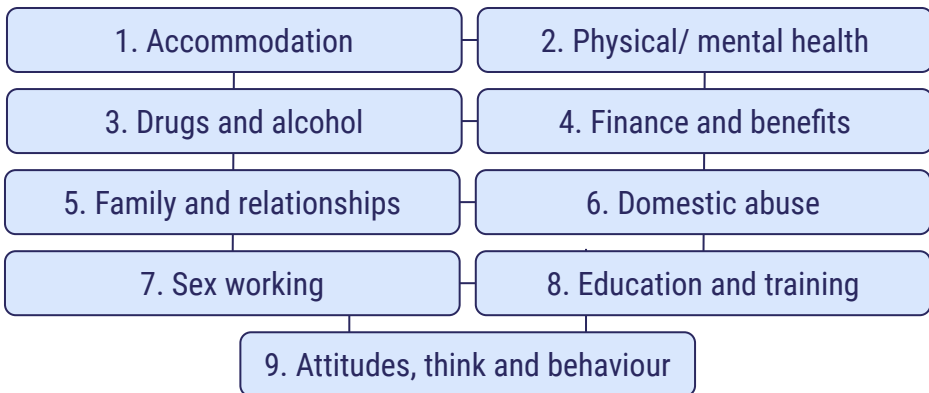 1. Accommodation
2. Physical/ mental health
3. Drugs and alcohol
4. Finance and benefits
5. Family and relationships
6. Domestic abuse
7. Sex working
8. Education and training
9. Attitudes, think and behaviour